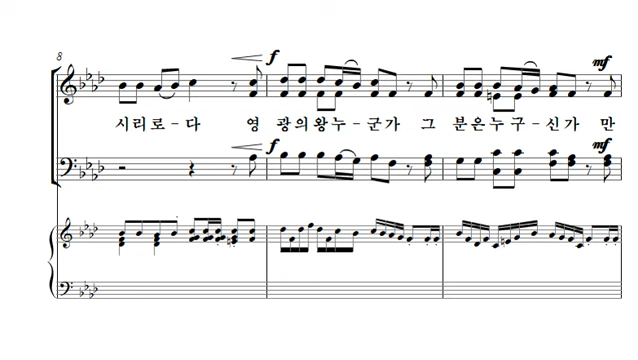 8
f
시리로-다 영 광의왕누-군가 그 분은누구-신가 만
mf
f
mf